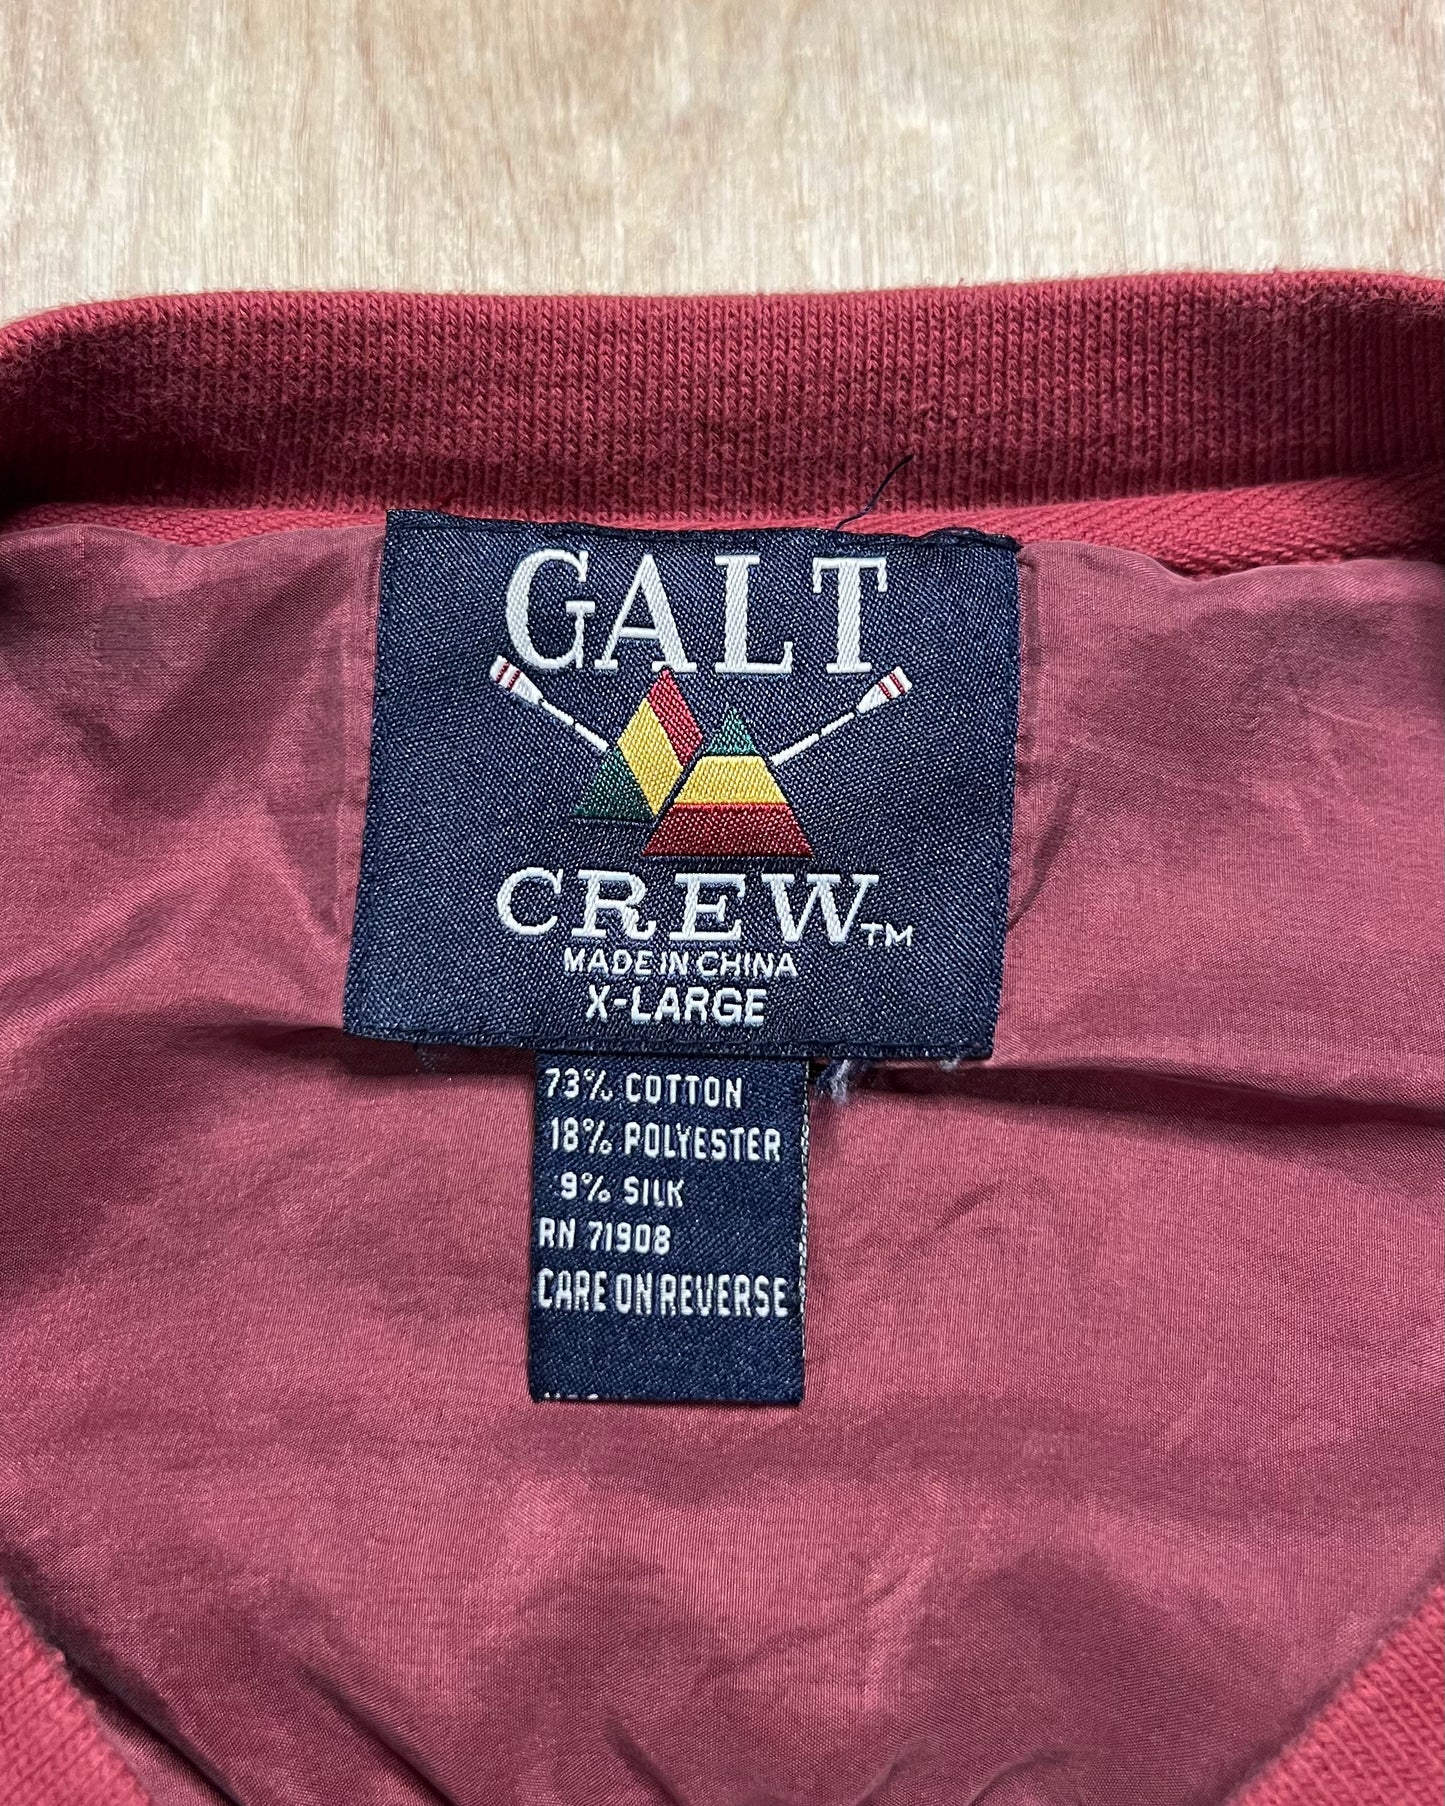 GALT
CREW™
MADE IN CHINA
X-LARGE
73% COTTON
18% POLYESTER
9% SILK
RN 71908
CARE ON REVERSE